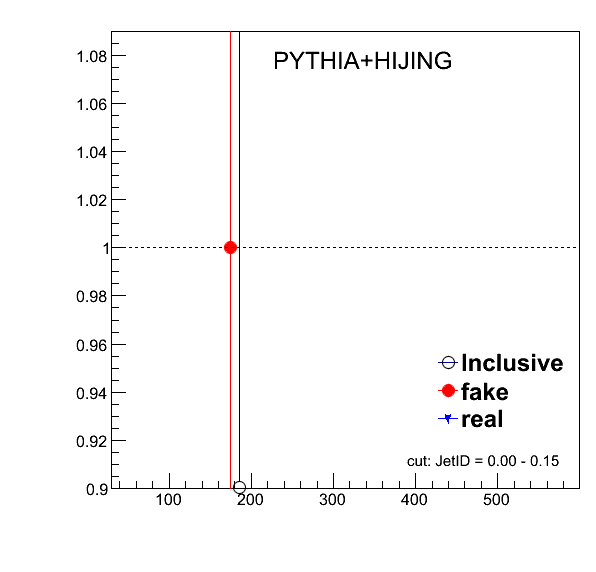 PYTHIA+HIJING
1.08
1.06
1.04
1.02
1
0.98
0.96
0.94
0.92
0.9
Inclusive
fake
real
cut: JetID = 0.00 - 0.15
100 200 300 400 500